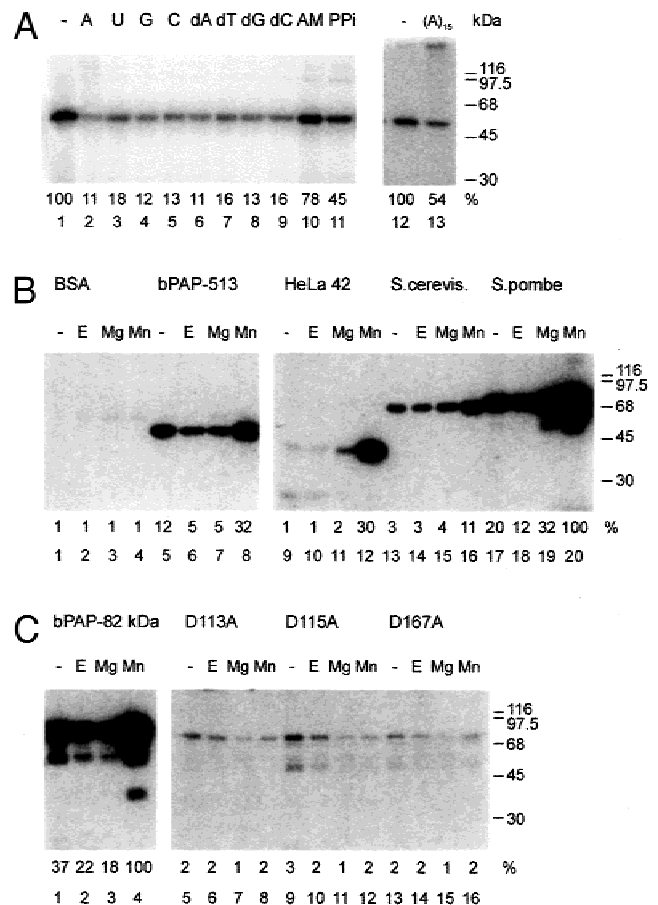 A
- A U G C dA dT dG dC AM PPi - (A)15 kDa
116
97.5
68
45
30
100 11 18 12 13 11 16 13 16 78 45 100 54 %
1 2 3 4 5 6 7 8 9 10 11 12 13
B
BSA bPAP-513 HeLa 42 S.cerevis. S.pombe
- E Mg Mn - E Mg Mn - E Mg Mn - E Mg Mn - E Mg Mn
116
97.5
68
45
30
1 1 1 1 12 5 5 32 1 1 2 30 3 3 4 11 20 12 32 100 %
1 2 3 4 5 6 7 8 9 10 11 12 13 14 15 16 17 18 19 20
C
bPAP-82 kDa D113A D115A D167A
- E Mg Mn - E Mg Mn - E Mg Mn - E Mg Mn
116
97.5
68
45
30
37 22 18 100 2 2 1 2 3 2 1 2 2 2 1 2 %
1 2 3 4 5 6 7 8 9 10 11 12 13 14 15 16